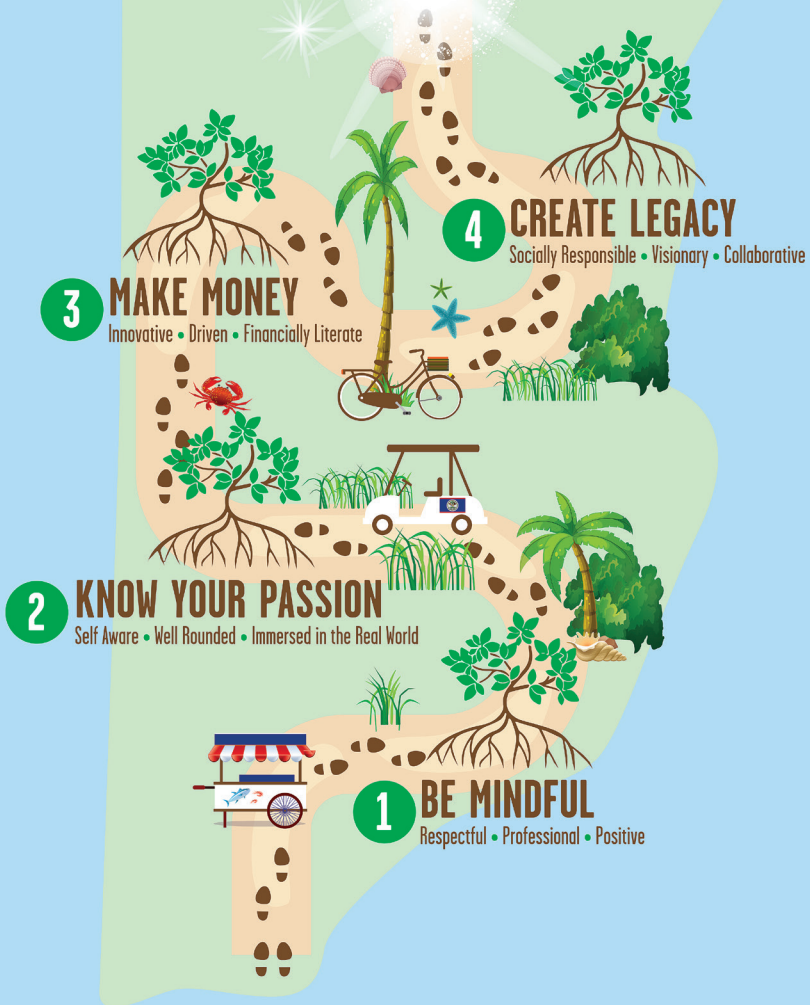 4 CREATE LEGACY
Socially Responsible • Visionary • Collaborative
3 MAKE MONEY
Innovative • Driven • Financially Literate
2 KNOW YOUR PASSION
Self Aware • Well Rounded • Immersed in the Real World
1 BE MINDFUL
Respectful • Professional • Positive